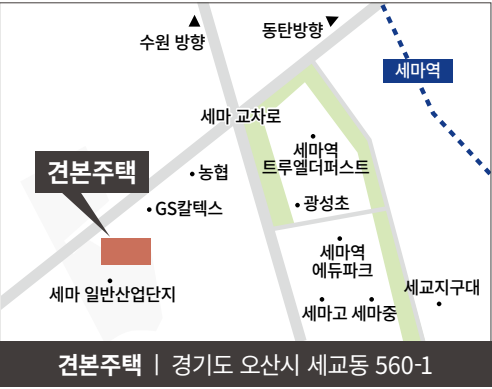 수원 방향
동탄방향
세마역
세마 교차로
세마역
트루엘더퍼스트
농협
견본주택
GS칼텍스
광성초
세마역
에듀파크
세마 일반산업단지
세교지구대
세마고 세마중
견본주택ㅣ경기도 오산시 세교동 560-1